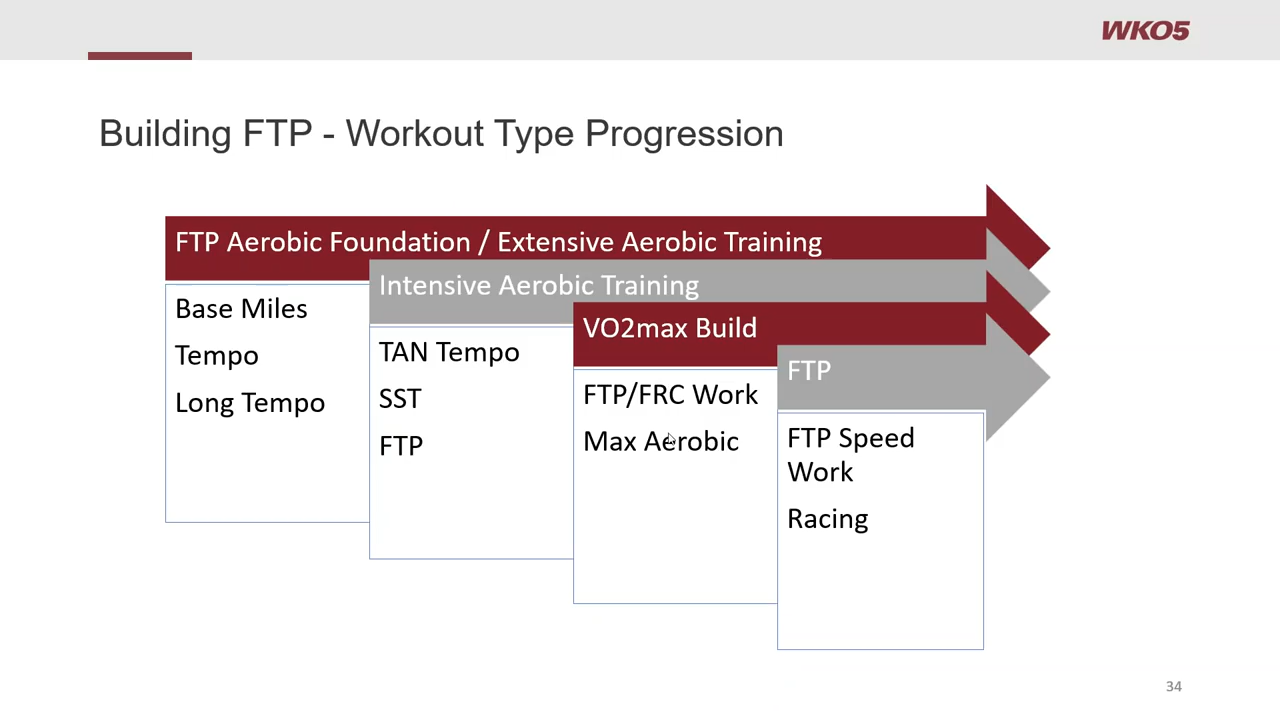 WKO5
Building FTP - Workout Type Progression
FTP Aerobic Foundation / Extensive Aerobic Training
Base Miles
Tempo
Long Tempo
Intensive Aerobic Training
TAN Tempo
SST
FTP
VO2max Build
FTP/FRC Work
Max Aerobic
FTP
FTP Speed
Work
Racing
34